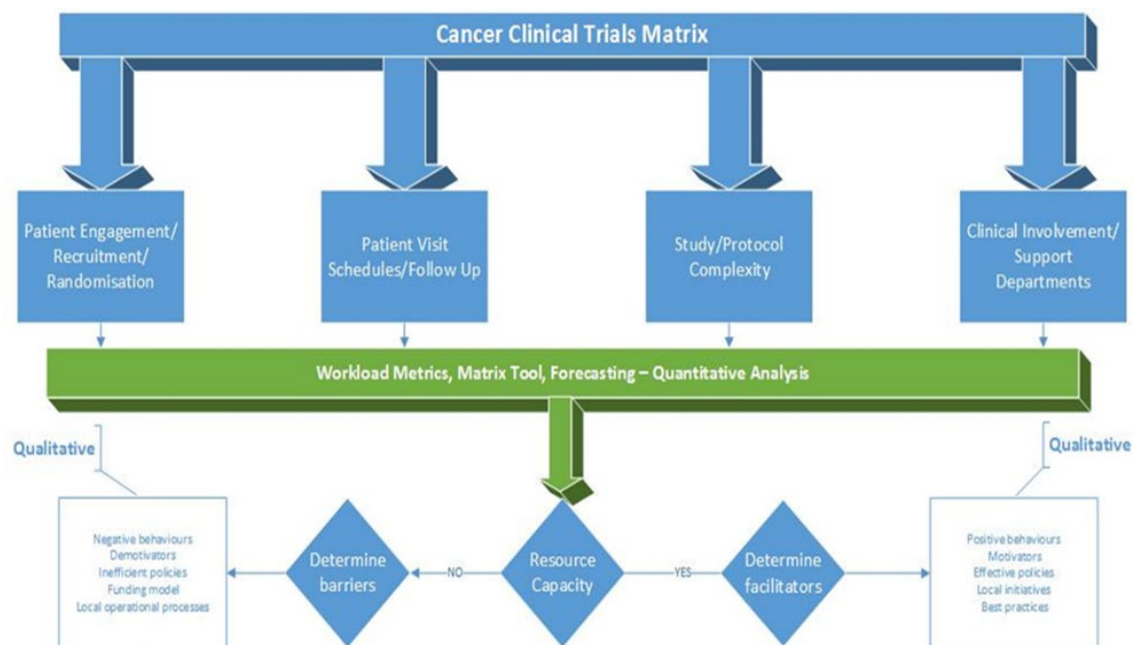 Cancer Clinical Trials Matrix
Patient Engagement/
Recruitment/
Randomisation
Patient Visit
Schedules/Follow Up
Study/Protocol
Complexity
Clinical Involvement/
Support
Departments
Workload Metrics, Matrix Tool, Forecasting – Quantitative Analysis
Qualitative
Qualitative
Negative behaviours
Demotivators
Inefficient policies
Funding model
Local operational processes
Determine
barriers
NO
Resource
Capacity
YES
Determine
facilitators
Positive behaviours
Motivators
Effective policies
Local initiatives
Best practices